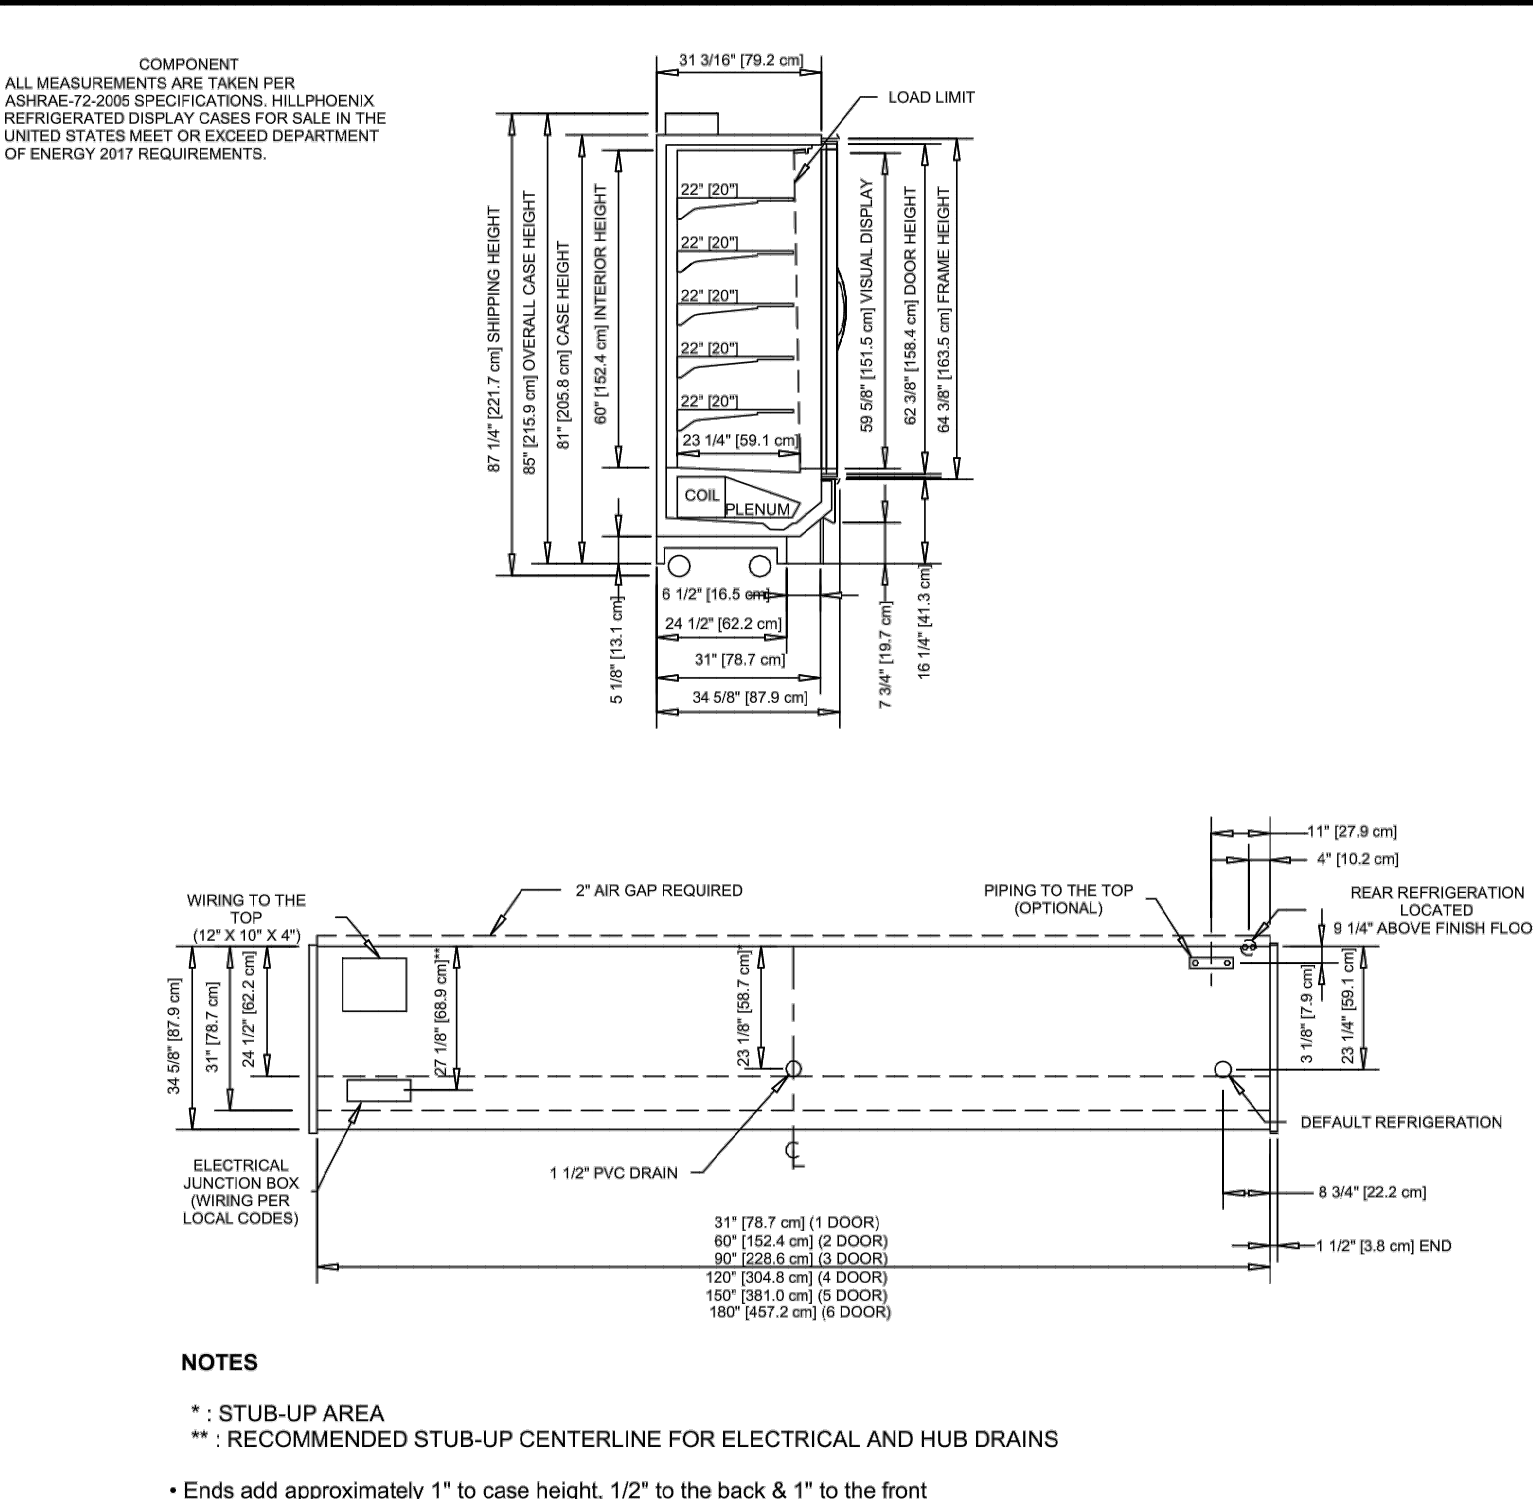 COMPONENT
ALL MEASUREMENTS ARE TAKEN PER
ASHRAE-72-2005 SPECIFICATIONS. HILLPHOENIX
REFRIGERATED DISPLAY CASES FOR SALE IN THE
UNITED STATES MEET OR EXCEED DEPARTMENT
OF ENERGY 2017 REQUIREMENTS.
31 3/16" [79.2 cm]
LOAD LIMIT
87 1/4" [221.7 cm] SHIPPING HEIGHT
85" [215.9 cm] OVERALL CASE HEIGHT
81" [205.8 cm] CASE HEIGHT
60" [152.4 cm] INTERIOR HEIGHT
22" [20"]
22" [20"]
22" [20"]
22" [20"]
22" [20"]
23 1/4" [59.1 cm]
COIL
PLENUM
59 5/8" [151.5 cm] VISUAL DISPLAY
62 3/8" [158.4 cm] DOOR HEIGHT
64 3/8" [163.5 cm] FRAME HEIGHT
5 1/8" [13.1 cm]
6 1/2" [16.5 cm]
24 1/2" [62.2 cm]
31" [78.7 cm]
34 5/8" [87.9 cm]
7 3/4" [19.7 cm]
16 1/4" [41.3 cm]
11" [27.9 cm]
4" [10.2 cm]
WIRING TO THE
TOP
(12" X 10" X 4")
2" AIR GAP REQUIRED
PIPING TO THE TOP
(OPTIONAL)
REAR REFRIGERATION
LOCATED
9 1/4" ABOVE FINISH FLOO
34 5/8" [87.9 cm]
31" [78.7 cm]
24 1/2" [62.2 cm]
27 1/8" [68.9 cm]**
23 1/8" [58.7 cm]*
3 1/8" [7.9 cm]
23 1/4" [59.1 cm]
DEFAULT REFRIGERATION
ELECTRICAL
JUNCTION BOX
(WIRING PER
LOCAL CODES)
1 1/2" PVC DRAIN
CL
8 3/4" [22.2 cm]
1 1/2" [3.8 cm] END
31" [78.7 cm] (1 DOOR)
60" [152.4 cm] (2 DOOR)
90" [228.6 cm] (3 DOOR)
120" [304.8 cm] (4 DOOR)
150" [381.0 cm] (5 DOOR)
180" [457.2 cm] (6 DOOR)
NOTES
* : STUB-UP AREA
** : RECOMMENDED STUB-UP CENTERLINE FOR ELECTRICAL AND HUB DRAINS
• Ends add approximately 1" to case height, 1/2" to the back & 1" to the front